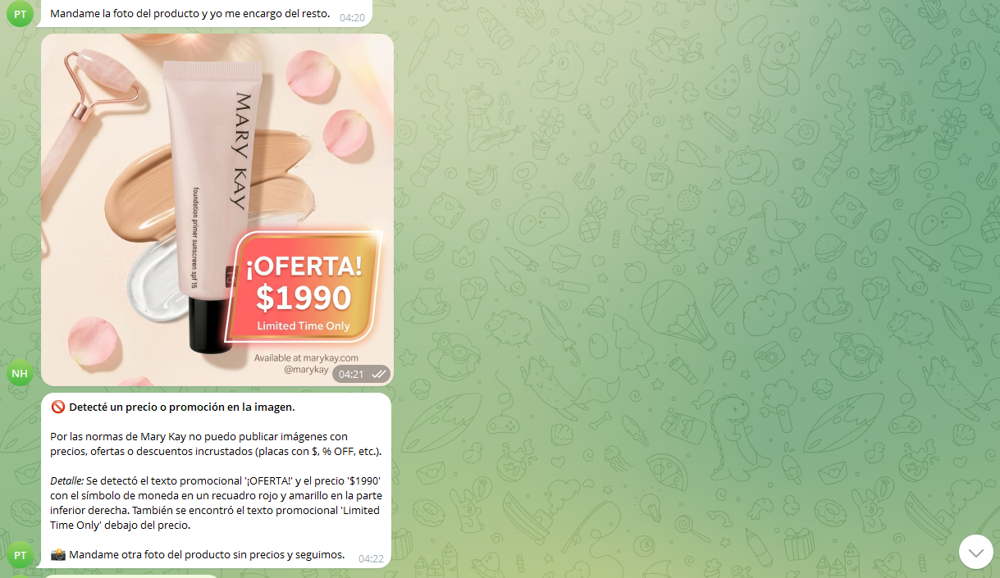 PT
Mandame la foto del producto y yo me encargo del resto.
04:20
MARY KAY
foundation primer sunscreen spf 15
15
¡OFERTA!
$1990
Limited Time Only
Available at marykay.com
@marykay
04:21
NH
🚫 Detecté un precio o promoción en la imagen.
Por las normas de Mary Kay no puedo publicar imágenes con
precios, ofertas o descuentos incrustados (placas con $, % OFF, etc.).
Detalle: Se detectó el texto promocional '¡OFERTA!' y el precio '$1990'
con el símbolo de moneda en un recuadro rojo y amarillo en la parte
inferior derecha. También se encontró el texto promocional 'Limited
Time Only' debajo del precio.
📸 Mandame otra foto del producto sin precios y seguimos.
04:22
PT